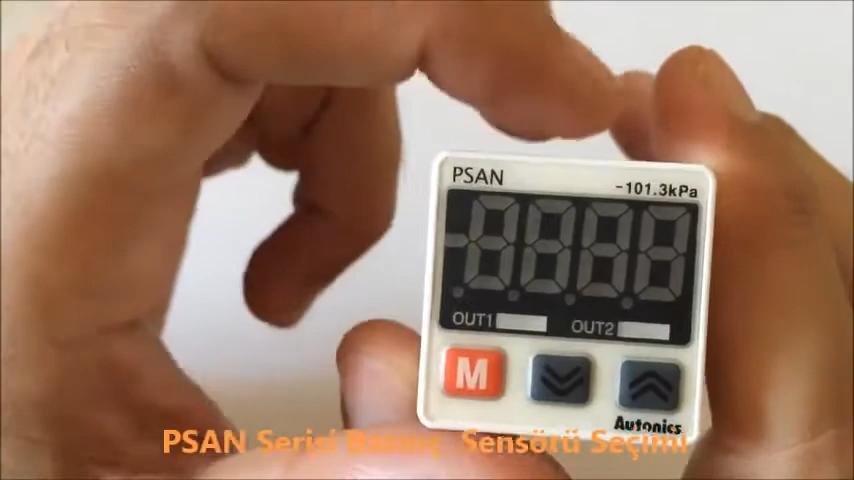 PSAN -101.3kPa
OUT1 OUT2
M
Autonics
PSAN Serisi Basınç Sensörü Seçimi